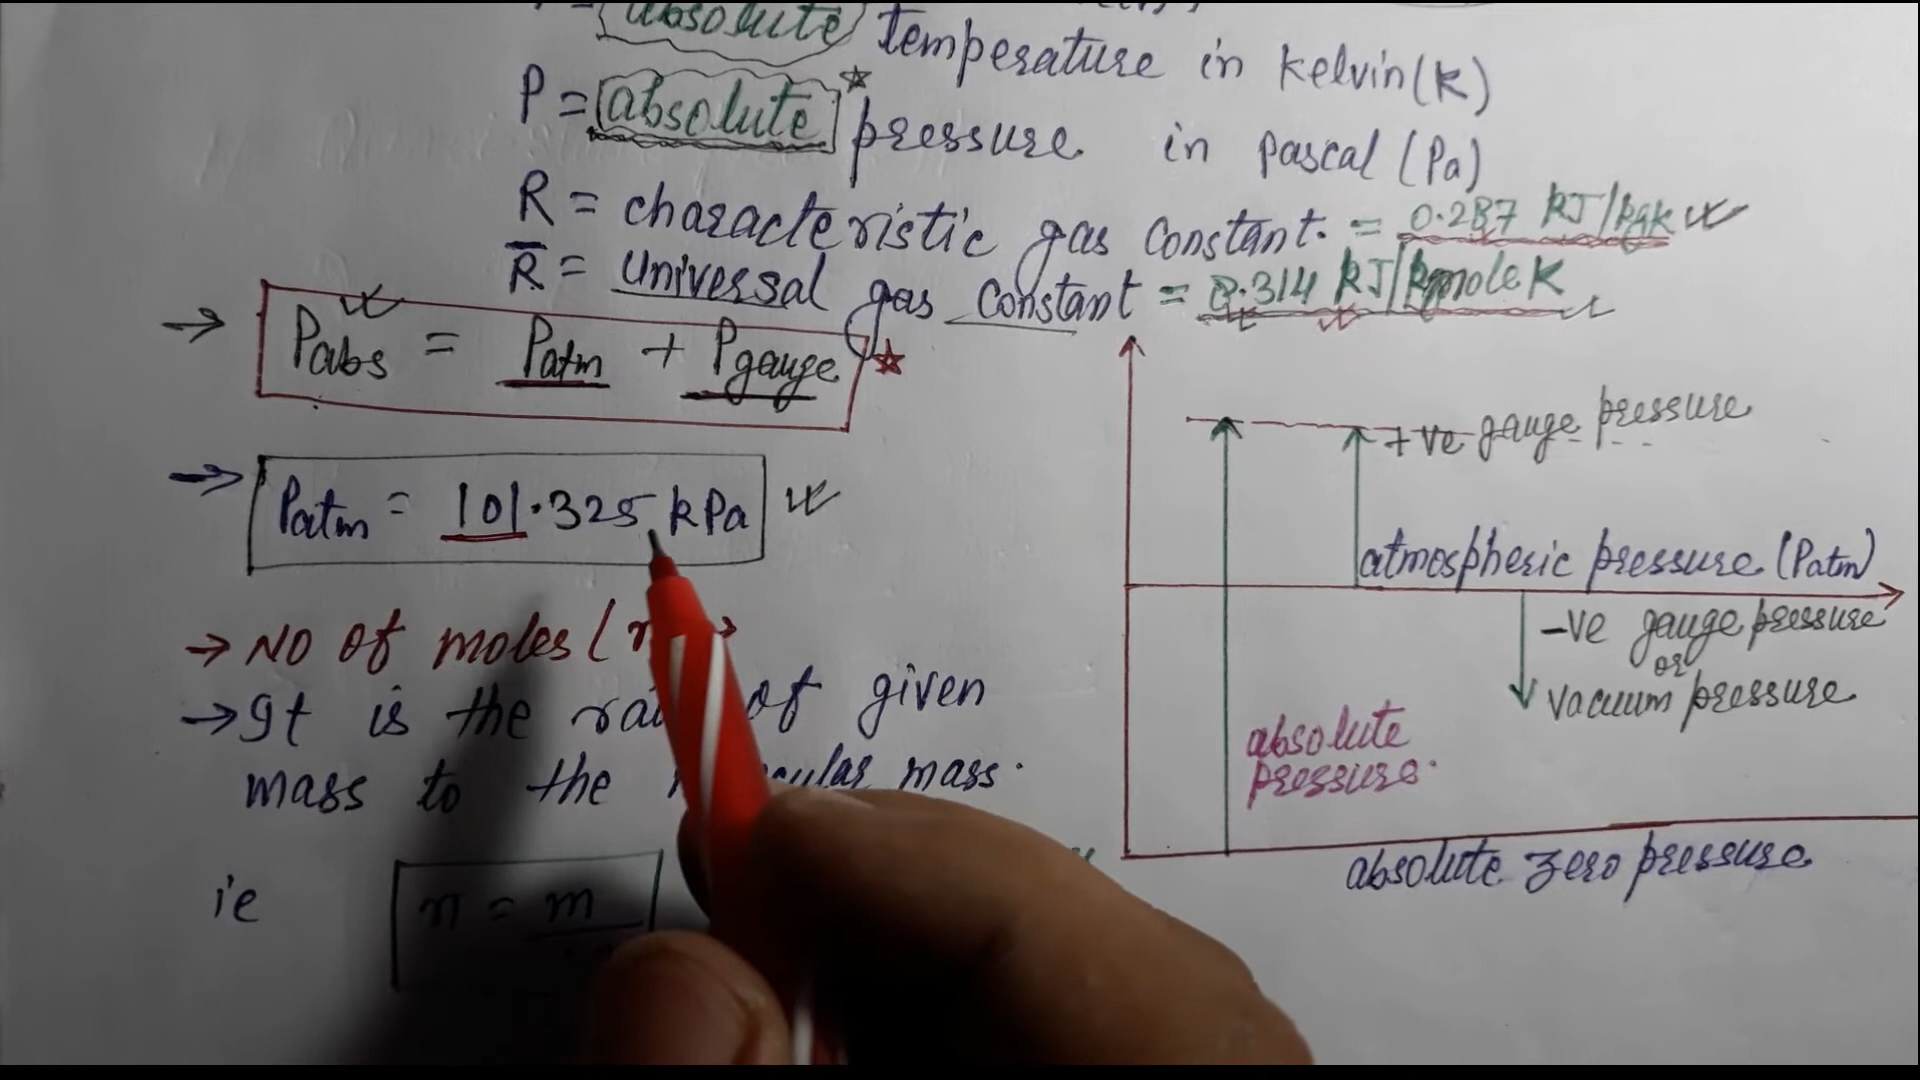 absolute temperature in kelvin(K)
P = absolute pressure in pascal (Pa)
R = characteristic gas constant. = 0.287 kJ/kgk
R̅ = universal gas constant = 8.314 kJ/kmole K
→ Pabs = Patm + Pgauge
→ Patm = 101.325 kPa
→ NO of moles (
→ It is the of given
mass to the mass.
ie n = m
+ve gauge pressure
atmospheric pressure (Patm)
-ve gauge pressure
or
vacuum pressure
absolute
pressure.
absolute zero pressure